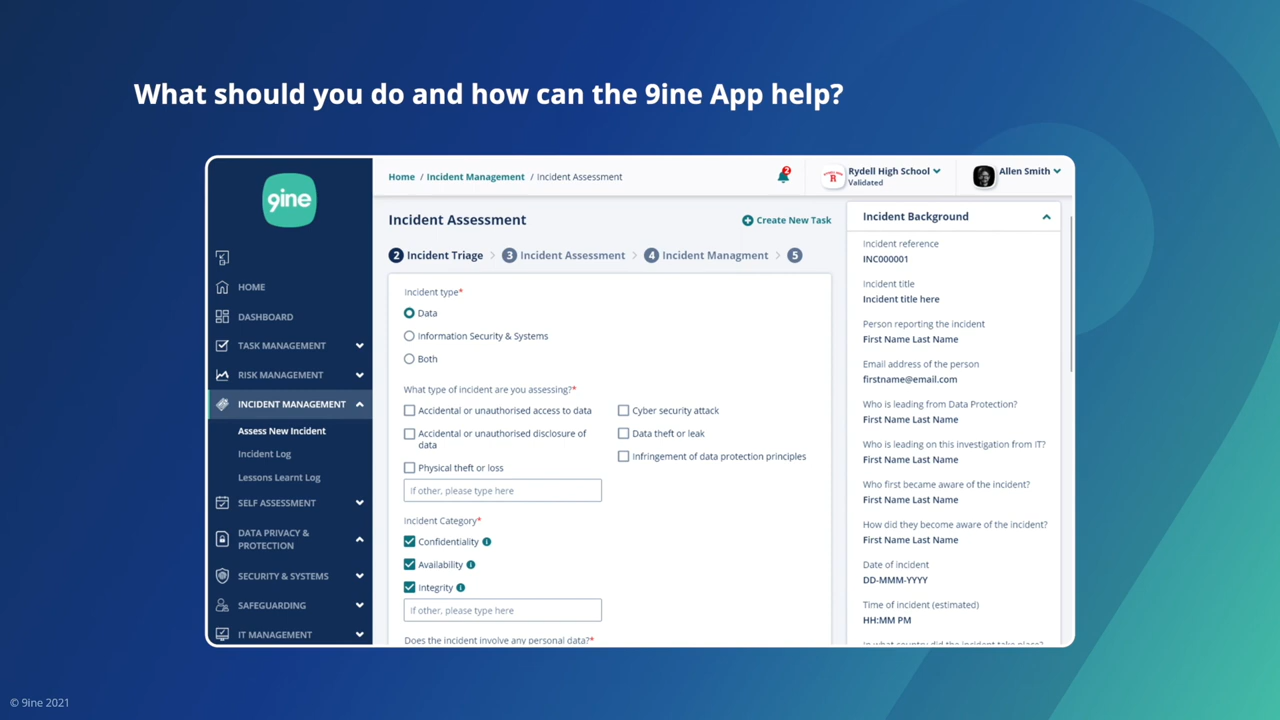 What should you do and how can the 9ine App help?
9ine
HOME
DASHBOARD
TASK MANAGEMENT
RISK MANAGEMENT
INCIDENT MANAGEMENT
Assess New Incident
Incident Log
Lessons Learnt Log
SELF ASSESSMENT
DATA PRIVACY &
PROTECTION
SECURITY & SYSTEMS
SAFEGUARDING
IT MANAGEMENT
Home / Incident Management / Incident Assessment
2
R
Rydell High School
Validated
Allen Smith
Incident Assessment
Create New Task
2 Incident Triage > 3 Incident Assessment > 4 Incident Managment > 5
Incident type*
Data
Information Security & Systems
Both
What type of incident are you assessing?*
Accidental or unauthorised access to data
Accidental or unauthorised disclosure of
data
Physical theft or loss
Cyber security attack
Data theft or leak
Infringement of data protection principles
If other, please type here
Incident Category*
Confidentiality
Availability
Integrity
If other, please type here
Does the incident involve any personal data?*
Incident Background
Incident reference
INC000001
Incident title
Incident title here
Person reporting the incident
First Name Last Name
Email address of the person
firstname@email.com
Who is leading from Data Protection?
First Name Last Name
Who is leading on this investigation from IT?
First Name Last Name
Who first became aware of the incident?
First Name Last Name
How did they become aware of the incident?
First Name Last Name
Date of incident
DD-MMM-YYYY
Time of incident (estimated)
HH:MM PM
In what country did the incident take place?
© 9ine 2021